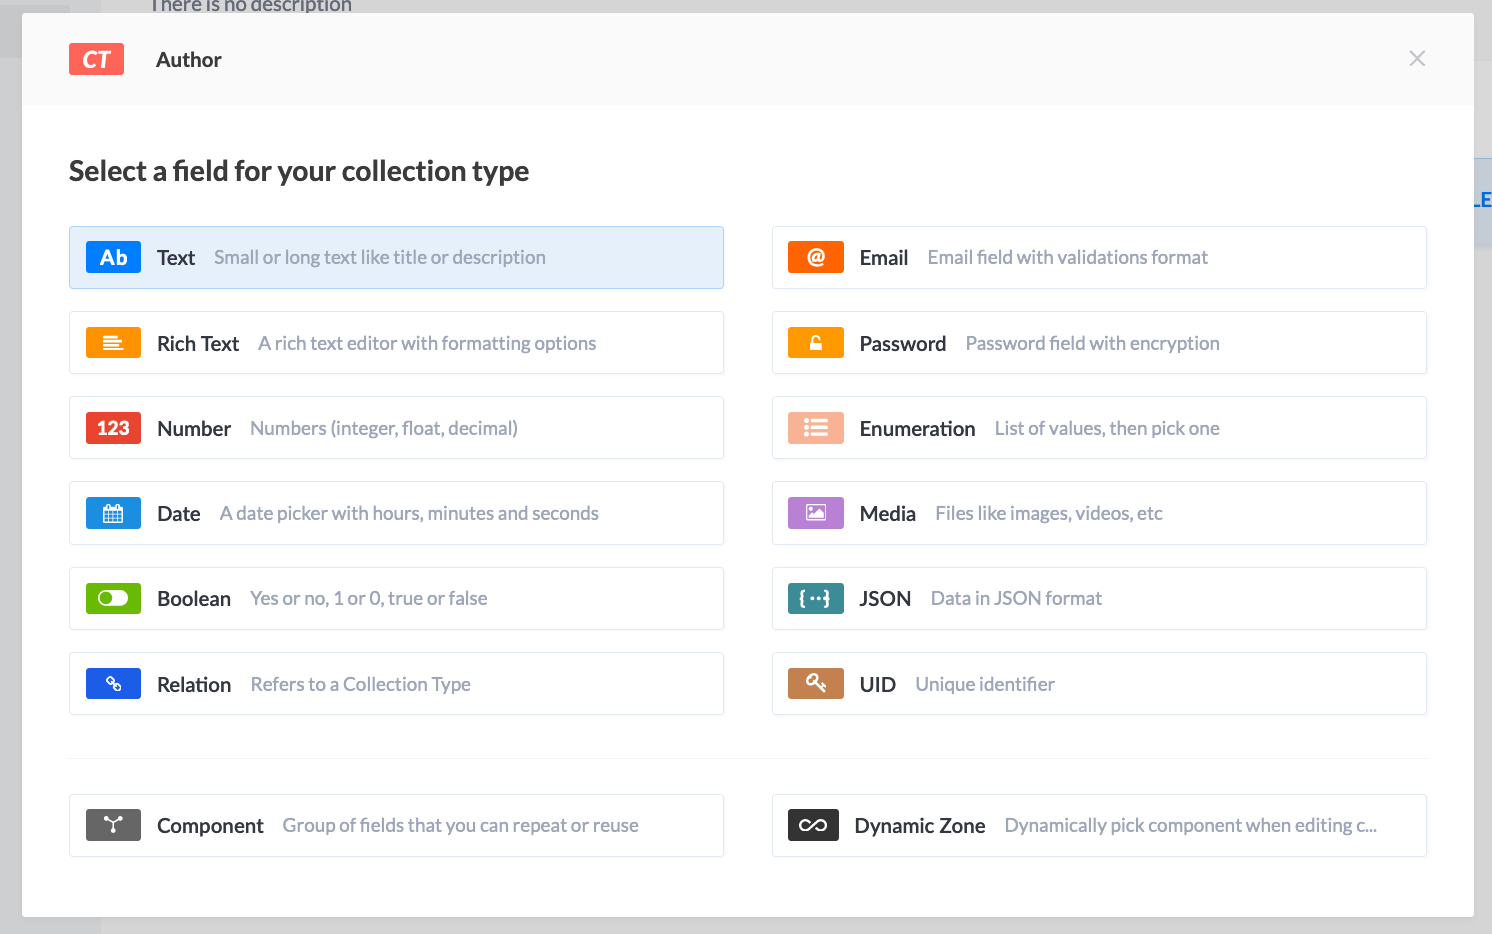 There is no description
CT Author
Select a field for your collection type
Ab Text Small or long text like title or description
@ Email Email field with validations format
Rich Text A rich text editor with formatting options
Password Password field with encryption
123 Number Numbers (integer, float, decimal)
Enumeration List of values, then pick one
Date A date picker with hours, minutes and seconds
Media Files like images, videos, etc
Boolean Yes or no, 1 or 0, true or false
{··} JSON Data in JSON format
Relation Refers to a Collection Type
UID Unique identifier
Component Group of fields that you can repeat or reuse
Dynamic Zone Dynamically pick component when editing c...